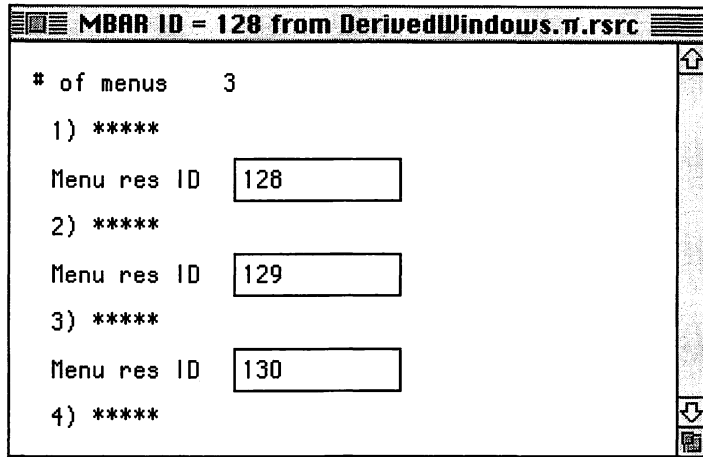 MBAR ID = 128 from DerivedWindows.π.rsrc
# of menus 3
1) *****
Menu res ID 128
2) *****
Menu res ID 129
3) *****
Menu res ID 130
4) *****